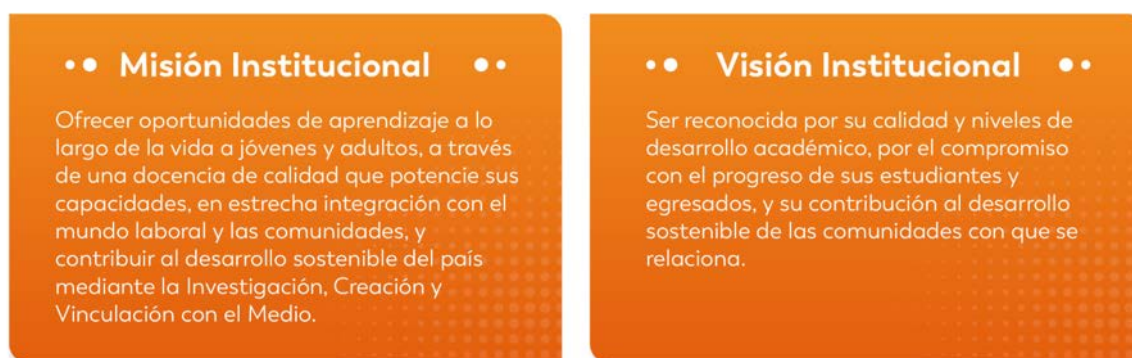 Misión Institucional
Ofrecer oportunidades de aprendizaje a lo
largo de la vida a jóvenes y adultos, a través
de una docencia de calidad que potencie sus
capacidades, en estrecha integración con el
mundo laboral y las comunidades, y
contribuir al desarrollo sostenible del país
mediante la Investigación, Creación y
Vinculación con el Medio.
Visión Institucional
Ser reconocida por su calidad y niveles de
desarrollo académico, por el compromiso
con el progreso de sus estudiantes y
egresados, y su contribución al desarrollo
sostenible de las comunidades con que se
relaciona.